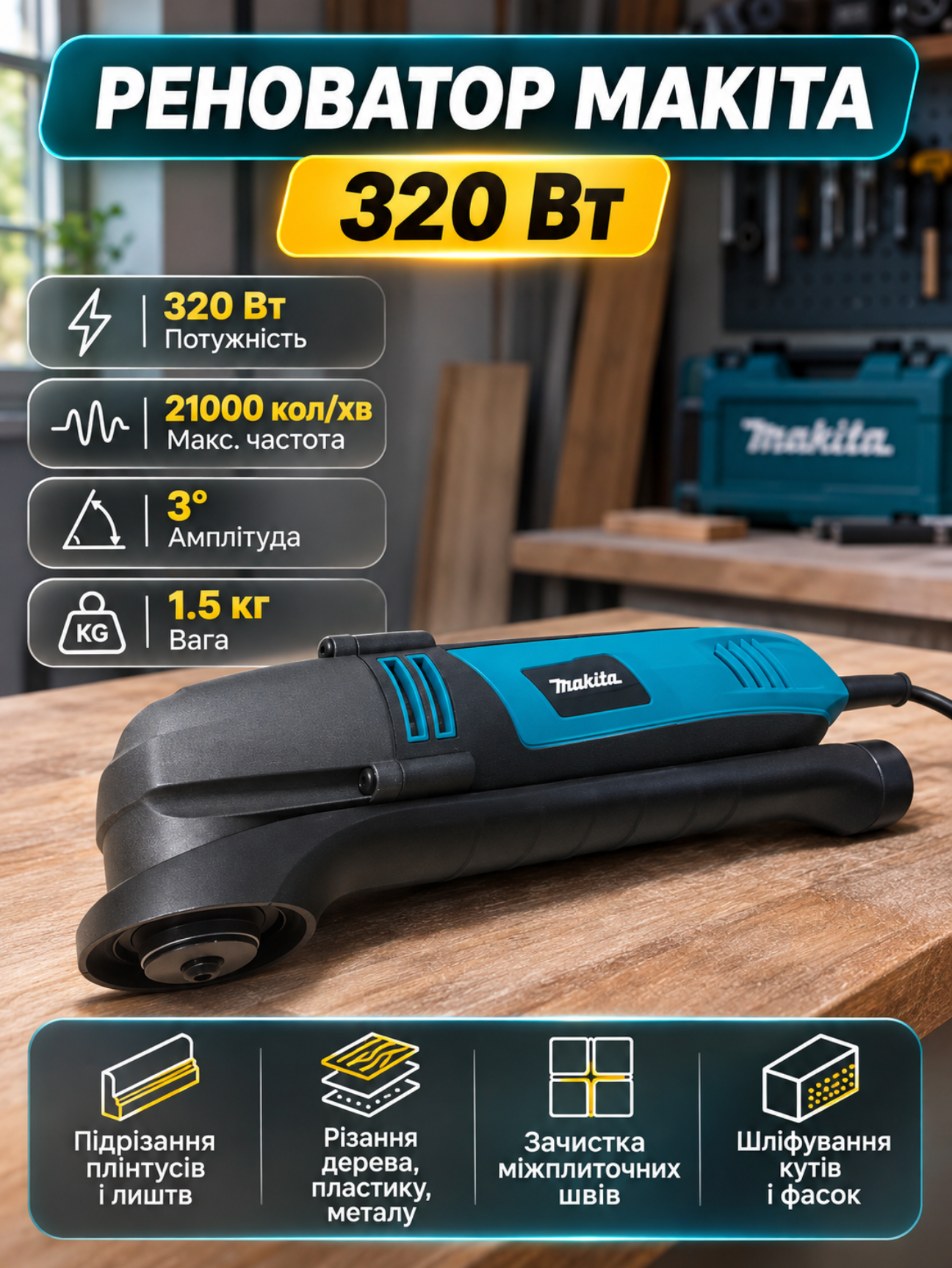 РЕНОВАТОР MAKITA
320 Вт
320 Вт
Потужність
21000 кол/хв
Макс. частота
3°
Амплітуда
KG
1.5 кг
Вага
makita
makita
Підрізання
плінтусів
і лиштв
Різання
дерева,
пластику,
металу
Зачистка
міжплиточних
швів
Шліфування
кутів
і фасок